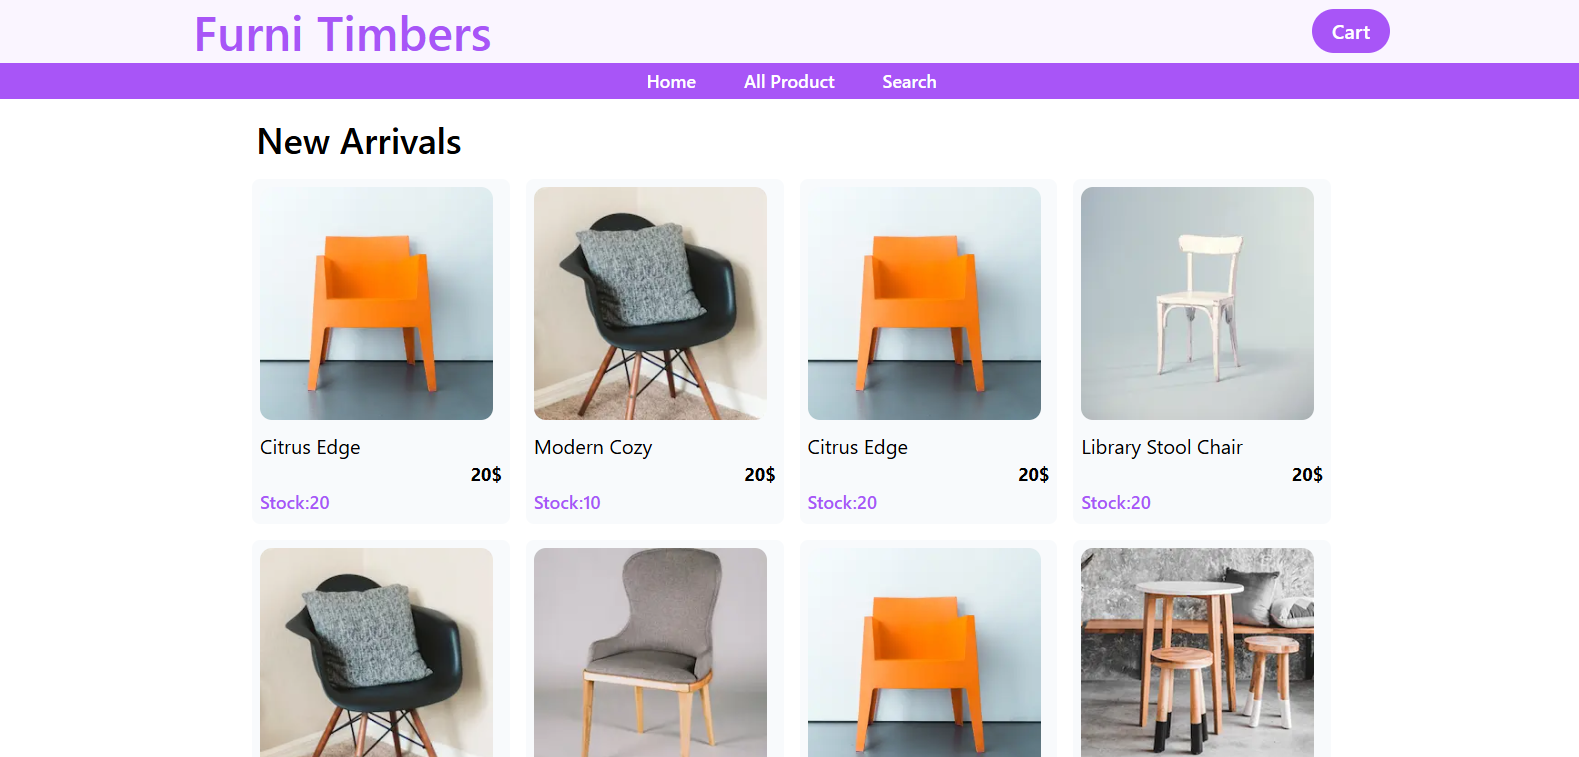 Furni Timbers
Cart
Home All Product Search
New Arrivals
Citrus Edge
20$
Stock:20
Modern Cozy
20$
Stock:10
Citrus Edge
20$
Stock:20
Library Stool Chair
20$
Stock:20